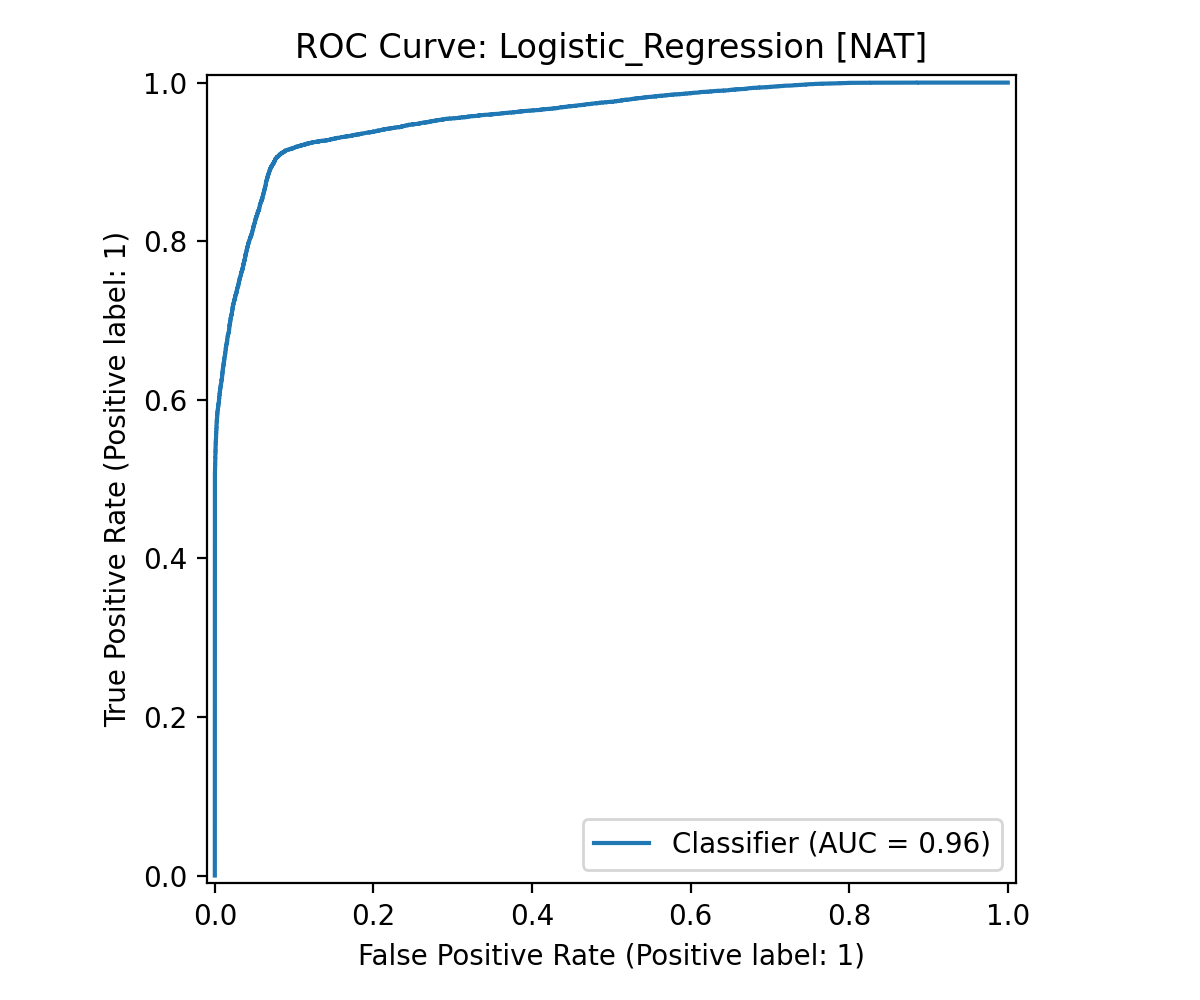 ROC Curve: Logistic_Regression [NAT]
True Positive Rate (Positive label: 1)
1.0
0.8
0.6
0.4
0.2
0.0
Classifier (AUC = 0.96)
0.0 0.2 0.4 0.6 0.8 1.0
False Positive Rate (Positive label: 1)